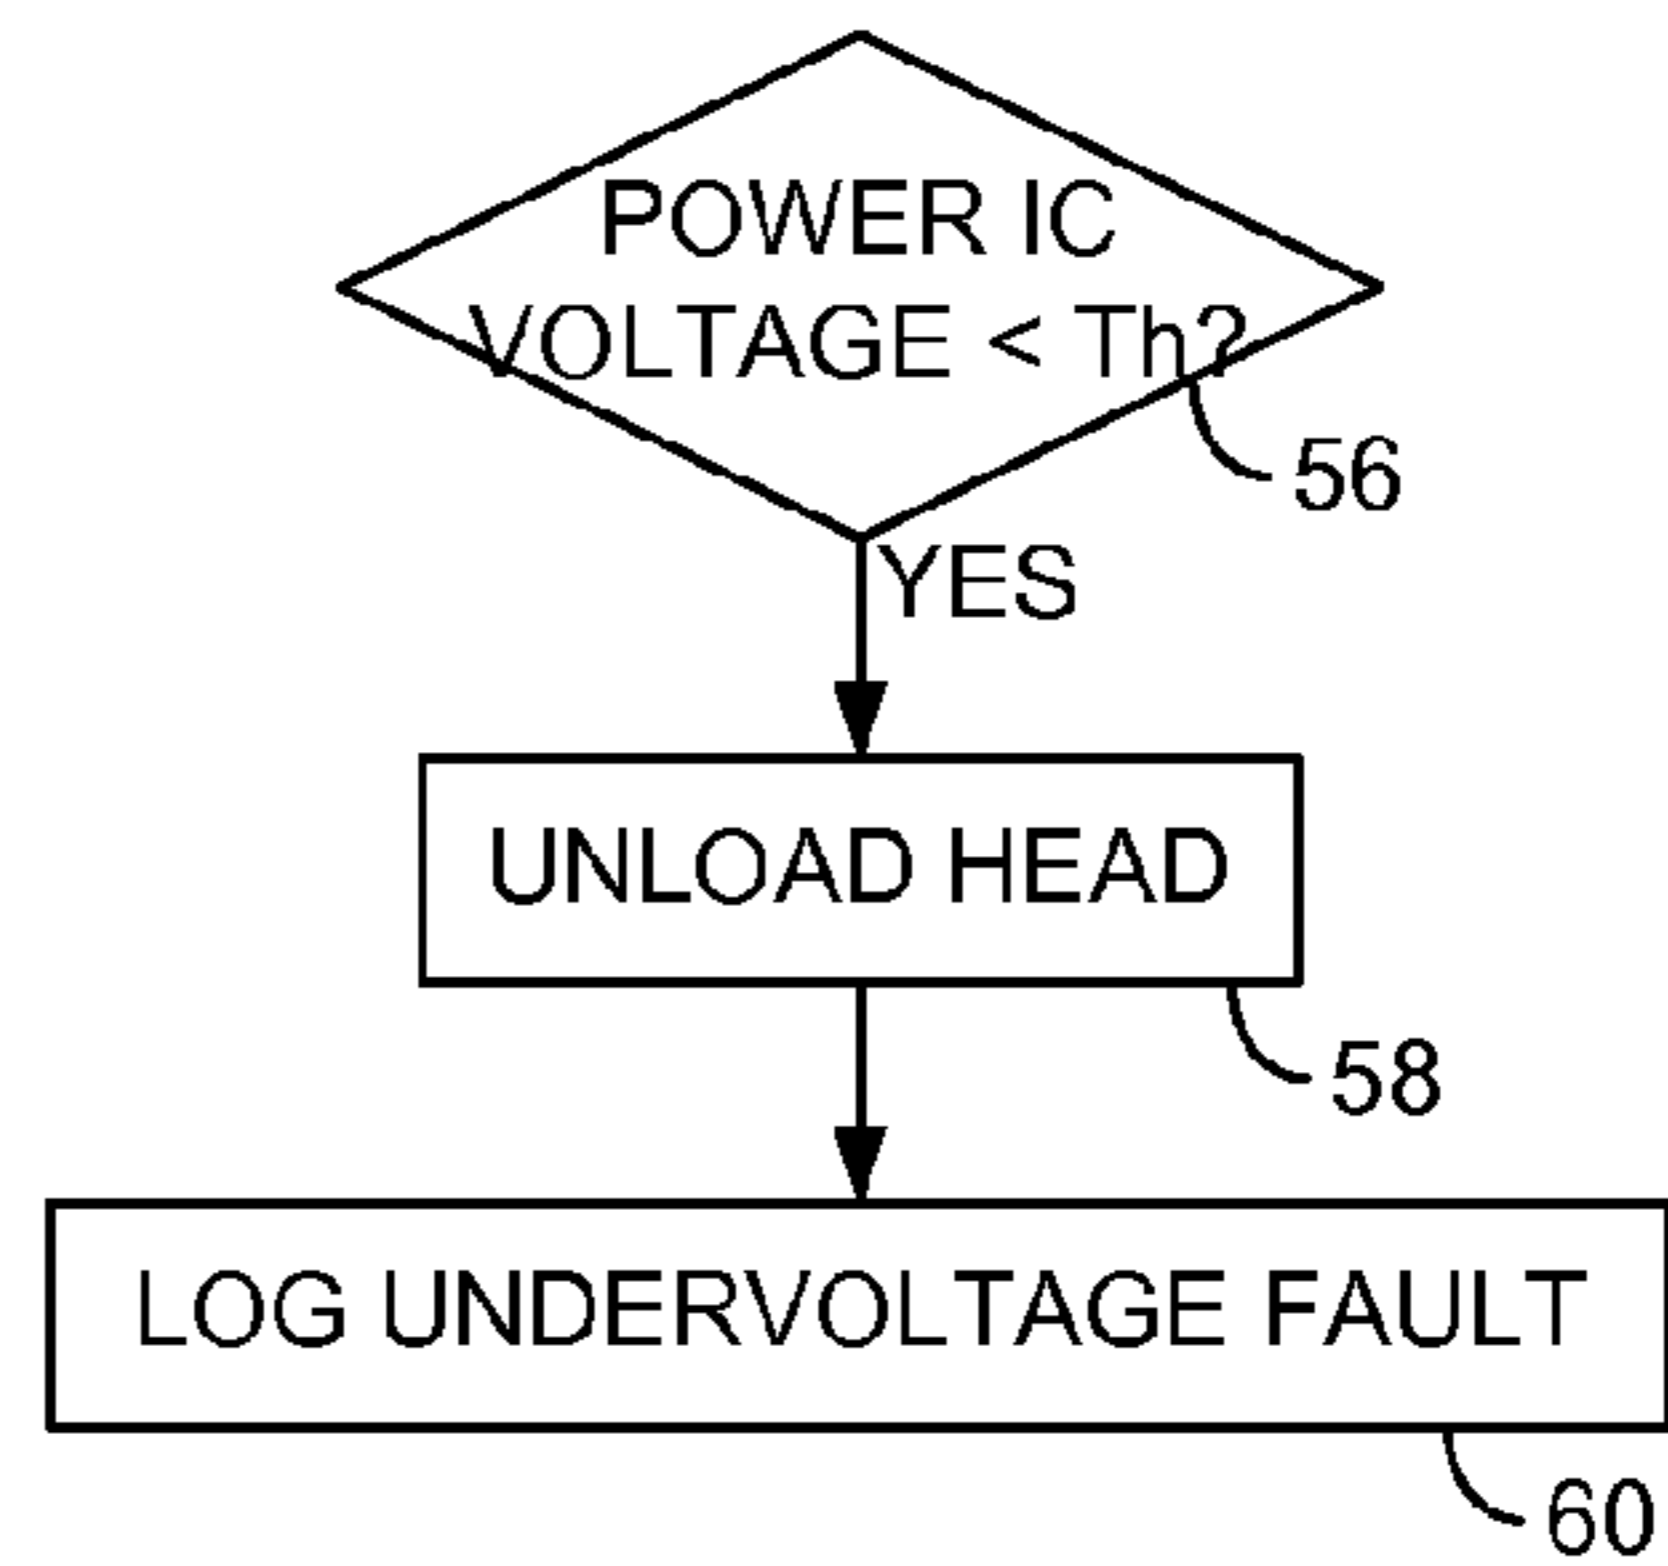 POWER IC
VOLTAGE < Th?
56
YES
UNLOAD HEAD
58
LOG UNDERVOLTAGE FAULT
60